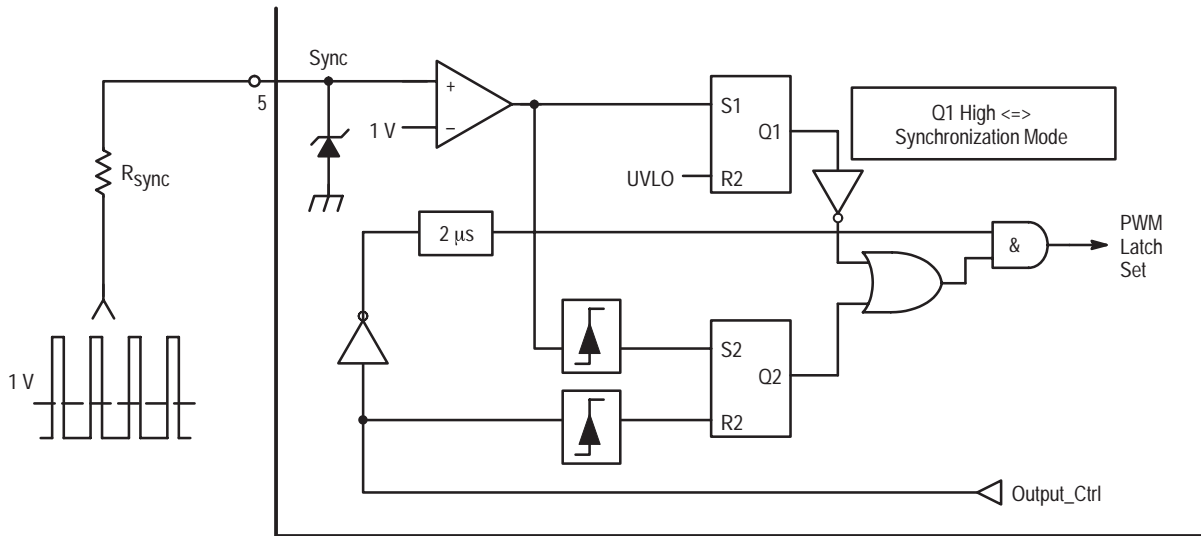 Sync
5
+
1 V
–
R_sync
S1
Q1
R2
UVLO
Q1 High <=>
Synchronization Mode
2 μs
&
PWM
Latch
Set
1 V
S2
Q2
R2
Output_Ctrl